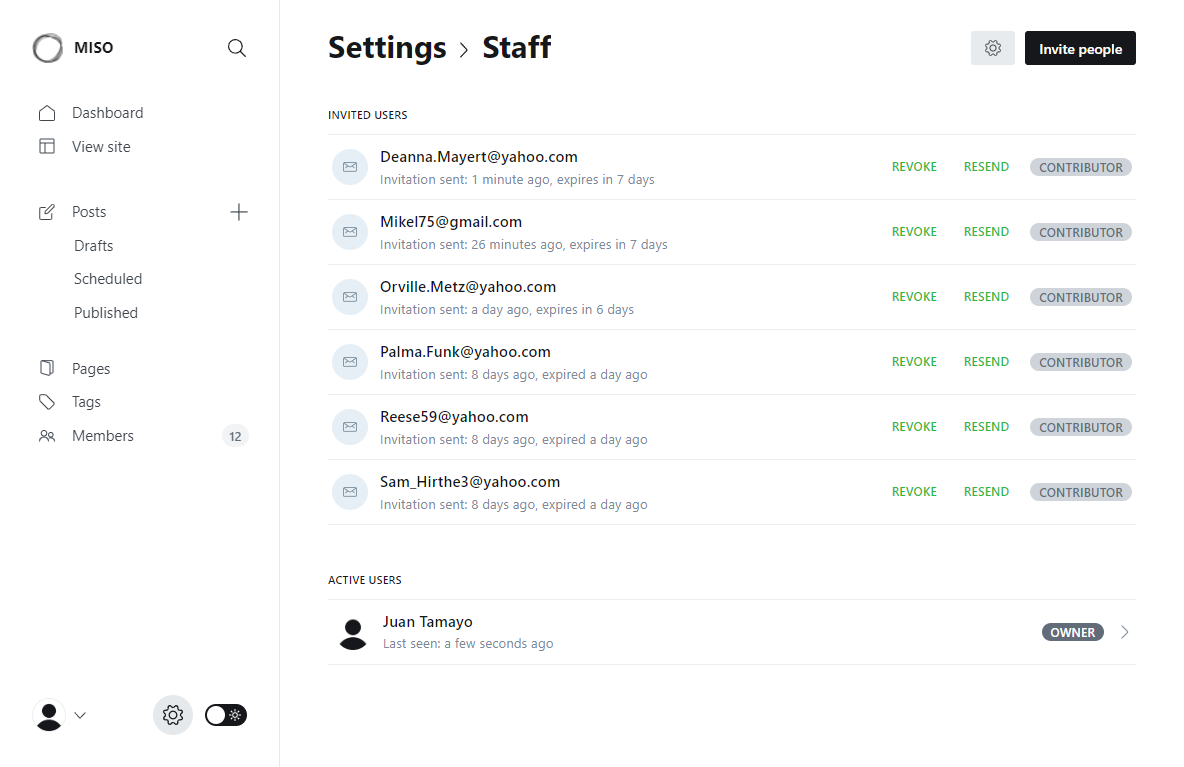 MISO
Dashboard
View site
Posts
Drafts
Scheduled
Published
Pages
Tags
Members 12
Settings > Staff
Invite people
INVITED USERS
Deanna.Mayert@yahoo.com
Invitation sent: 1 minute ago, expires in 7 days
REVOKE RESEND CONTRIBUTOR
Mikel75@gmail.com
Invitation sent: 26 minutes ago, expires in 7 days
REVOKE RESEND CONTRIBUTOR
Orville.Metz@yahoo.com
Invitation sent: a day ago, expires in 6 days
REVOKE RESEND CONTRIBUTOR
Palma.Funk@yahoo.com
Invitation sent: 8 days ago, expired a day ago
REVOKE RESEND CONTRIBUTOR
Reese59@yahoo.com
Invitation sent: 8 days ago, expired a day ago
REVOKE RESEND CONTRIBUTOR
Sam_Hirthe3@yahoo.com
Invitation sent: 8 days ago, expired a day ago
REVOKE RESEND CONTRIBUTOR
ACTIVE USERS
Juan Tamayo
Last seen: a few seconds ago
OWNER